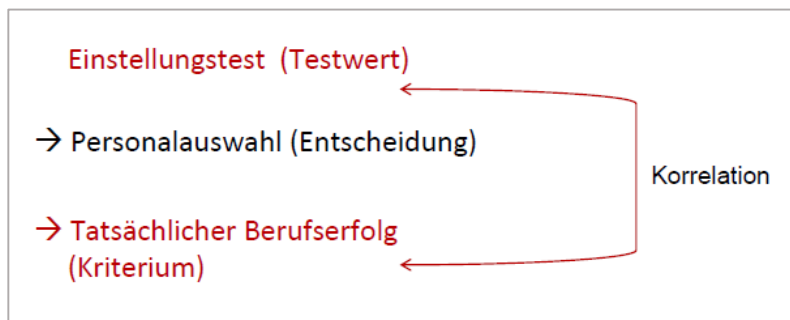 Einstellungstest (Testwert)
→ Personalauswahl (Entscheidung)
Korrelation
→ Tatsächlicher Berufserfolg
(Kriterium)